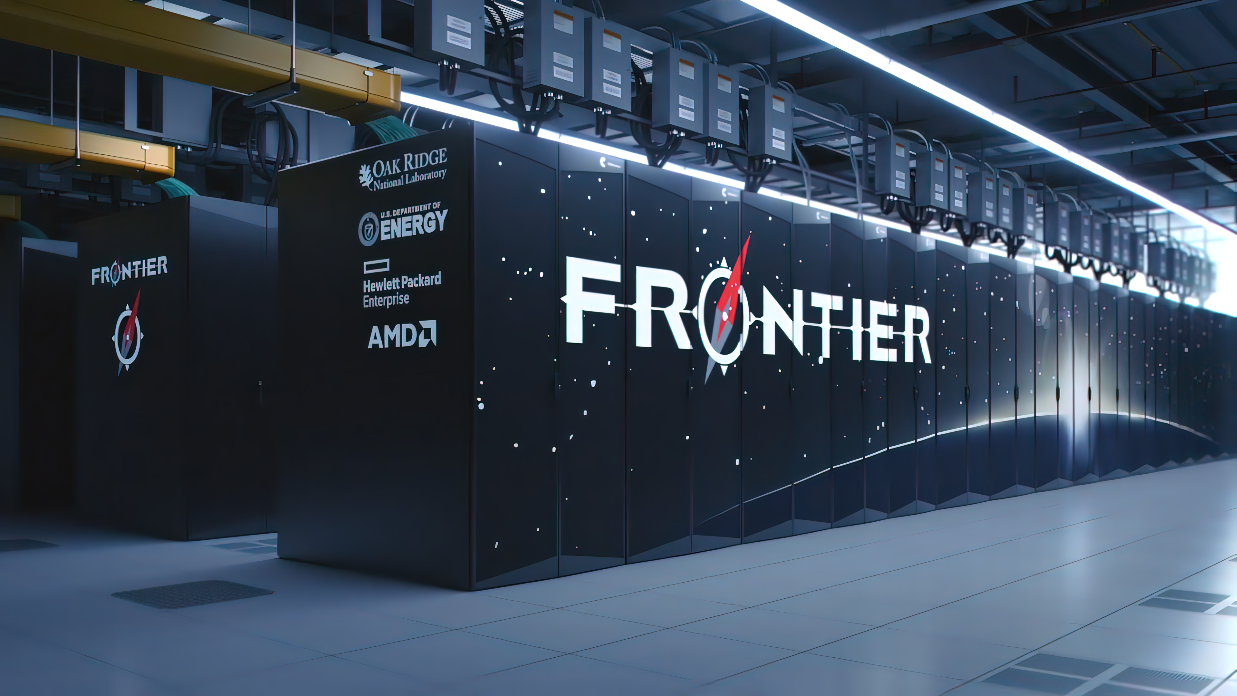 OAK RIDGE
National Laboratory
U.S. DEPARTMENT OF
ENERGY
Hewlett Packard
Enterprise
AMD
FRONTIER
FRONTIER